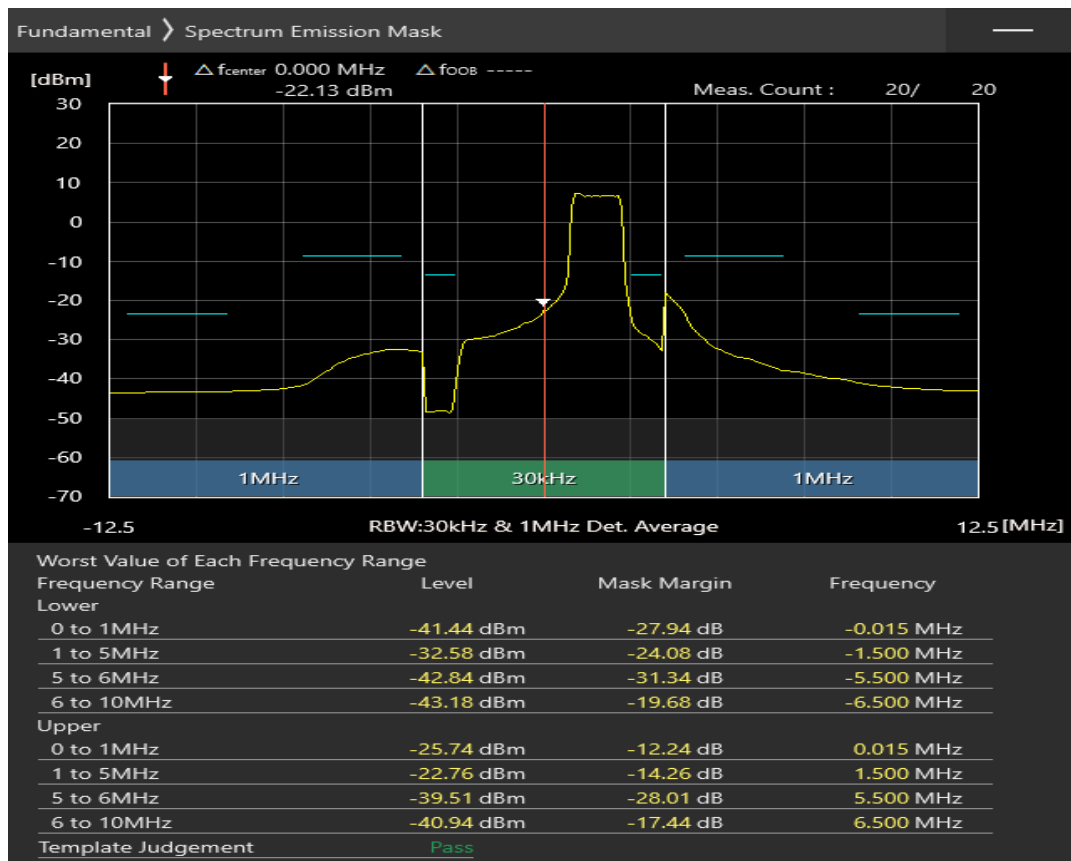 Fundamental ❯ Spectrum Emission Mask
[dBm] △ fcenter 0.000 MHz △ fOOB -----
-22.13 dBm Meas. Count : 20/ 20
30
20
10
0
-10
-20
-30
-40
-50
-60
1MHz 30kHz 1MHz
-70
-12.5 RBW:30kHz & 1MHz Det. Average 12.5 [MHz]
Worst Value of Each Frequency Range
Frequency Range Level Mask Margin Frequency
Lower
0 to 1MHz -41.44 dBm -27.94 dB -0.015 MHz
1 to 5MHz -32.58 dBm -24.08 dB -1.500 MHz
5 to 6MHz -42.84 dBm -31.34 dB -5.500 MHz
6 to 10MHz -43.18 dBm -19.68 dB -6.500 MHz
Upper
0 to 1MHz -25.74 dBm -12.24 dB 0.015 MHz
1 to 5MHz -22.76 dBm -14.26 dB 1.500 MHz
5 to 6MHz -39.51 dBm -28.01 dB 5.500 MHz
6 to 10MHz -40.94 dBm -17.44 dB 6.500 MHz
Template Judgement Pass